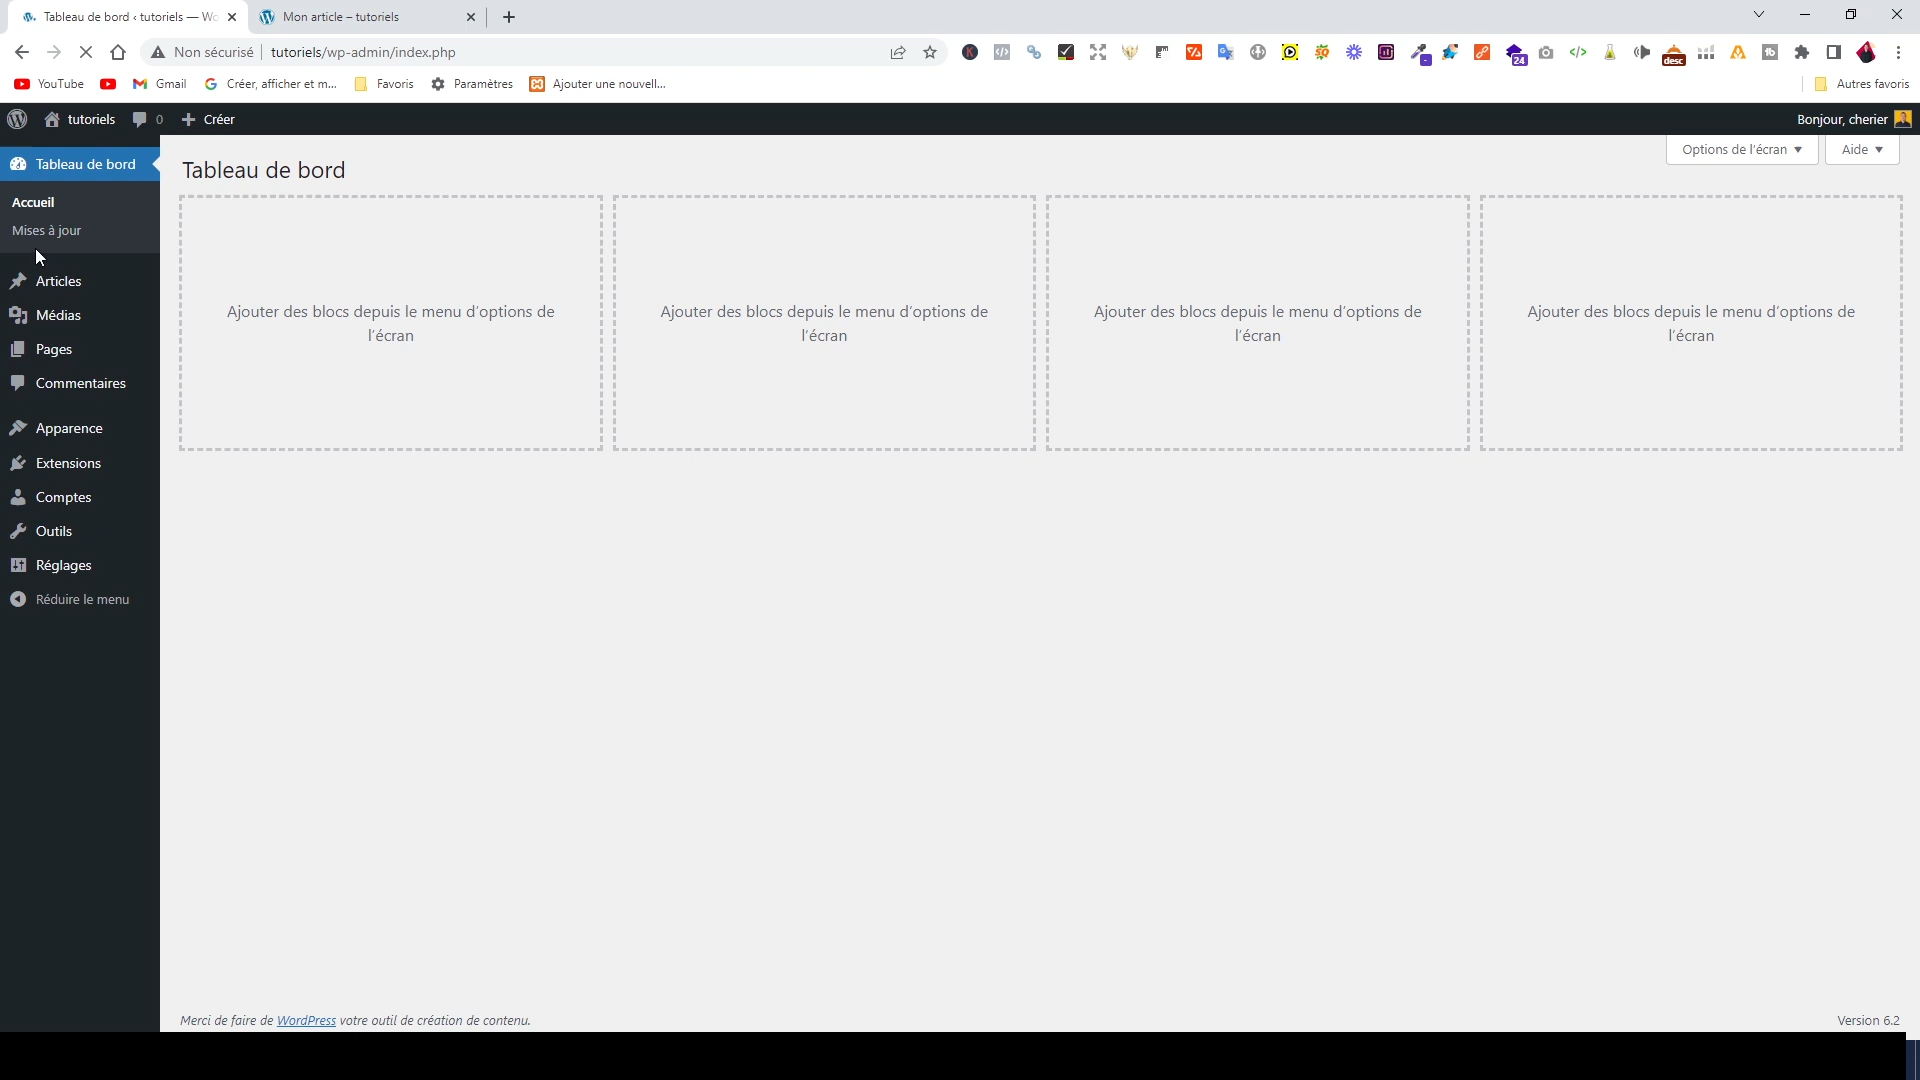 Tableau de bord ‹ tutoriels — Wo
Mon article – tutoriels
Non sécurisé
tutoriels/wp-admin/index.php
24
desc
YouTube
Gmail
Créer, afficher et m...
Favoris
Paramètres
Ajouter une nouvell...
Autres favoris
tutoriels
0
Créer
Bonjour, cherier
Tableau de bord
Accueil
Mises à jour
Articles
Médias
Pages
Commentaires
Apparence
Extensions
Comptes
Outils
Réglages
Réduire le menu
Tableau de bord
Options de l’écran
Aide
Ajouter des blocs depuis le menu d’options de
l’écran
Ajouter des blocs depuis le menu d’options de
l’écran
Ajouter des blocs depuis le menu d’options de
l’écran
Ajouter des blocs depuis le menu d’options de
l’écran
Merci de faire de WordPress votre outil de création de contenu.
Version 6.2